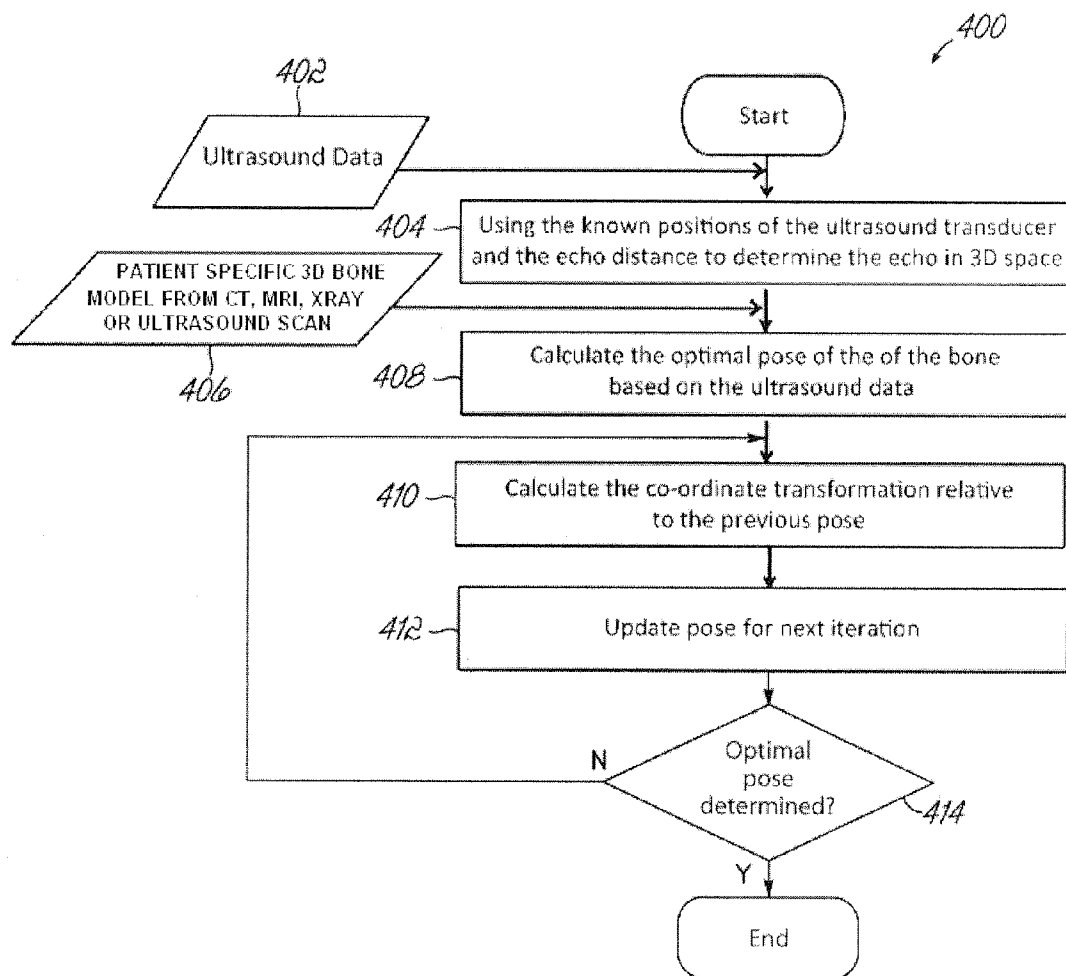 400
402
Start
Ultrasound Data
404
Using the known positions of the ultrasound transducer
and the echo distance to determine the echo in 3D space
PATIENT SPECIFIC 3D BONE
MODEL FROM CT, MRI, XRAY
OR ULTRASOUND SCAN
406
408
Calculate the optimal pose of the of the bone
based on the ultrasound data
410
Calculate the co-ordinate transformation relative
to the previous pose
412
Update pose for next iteration
N
Optimal
pose
determined?
414
Y
End